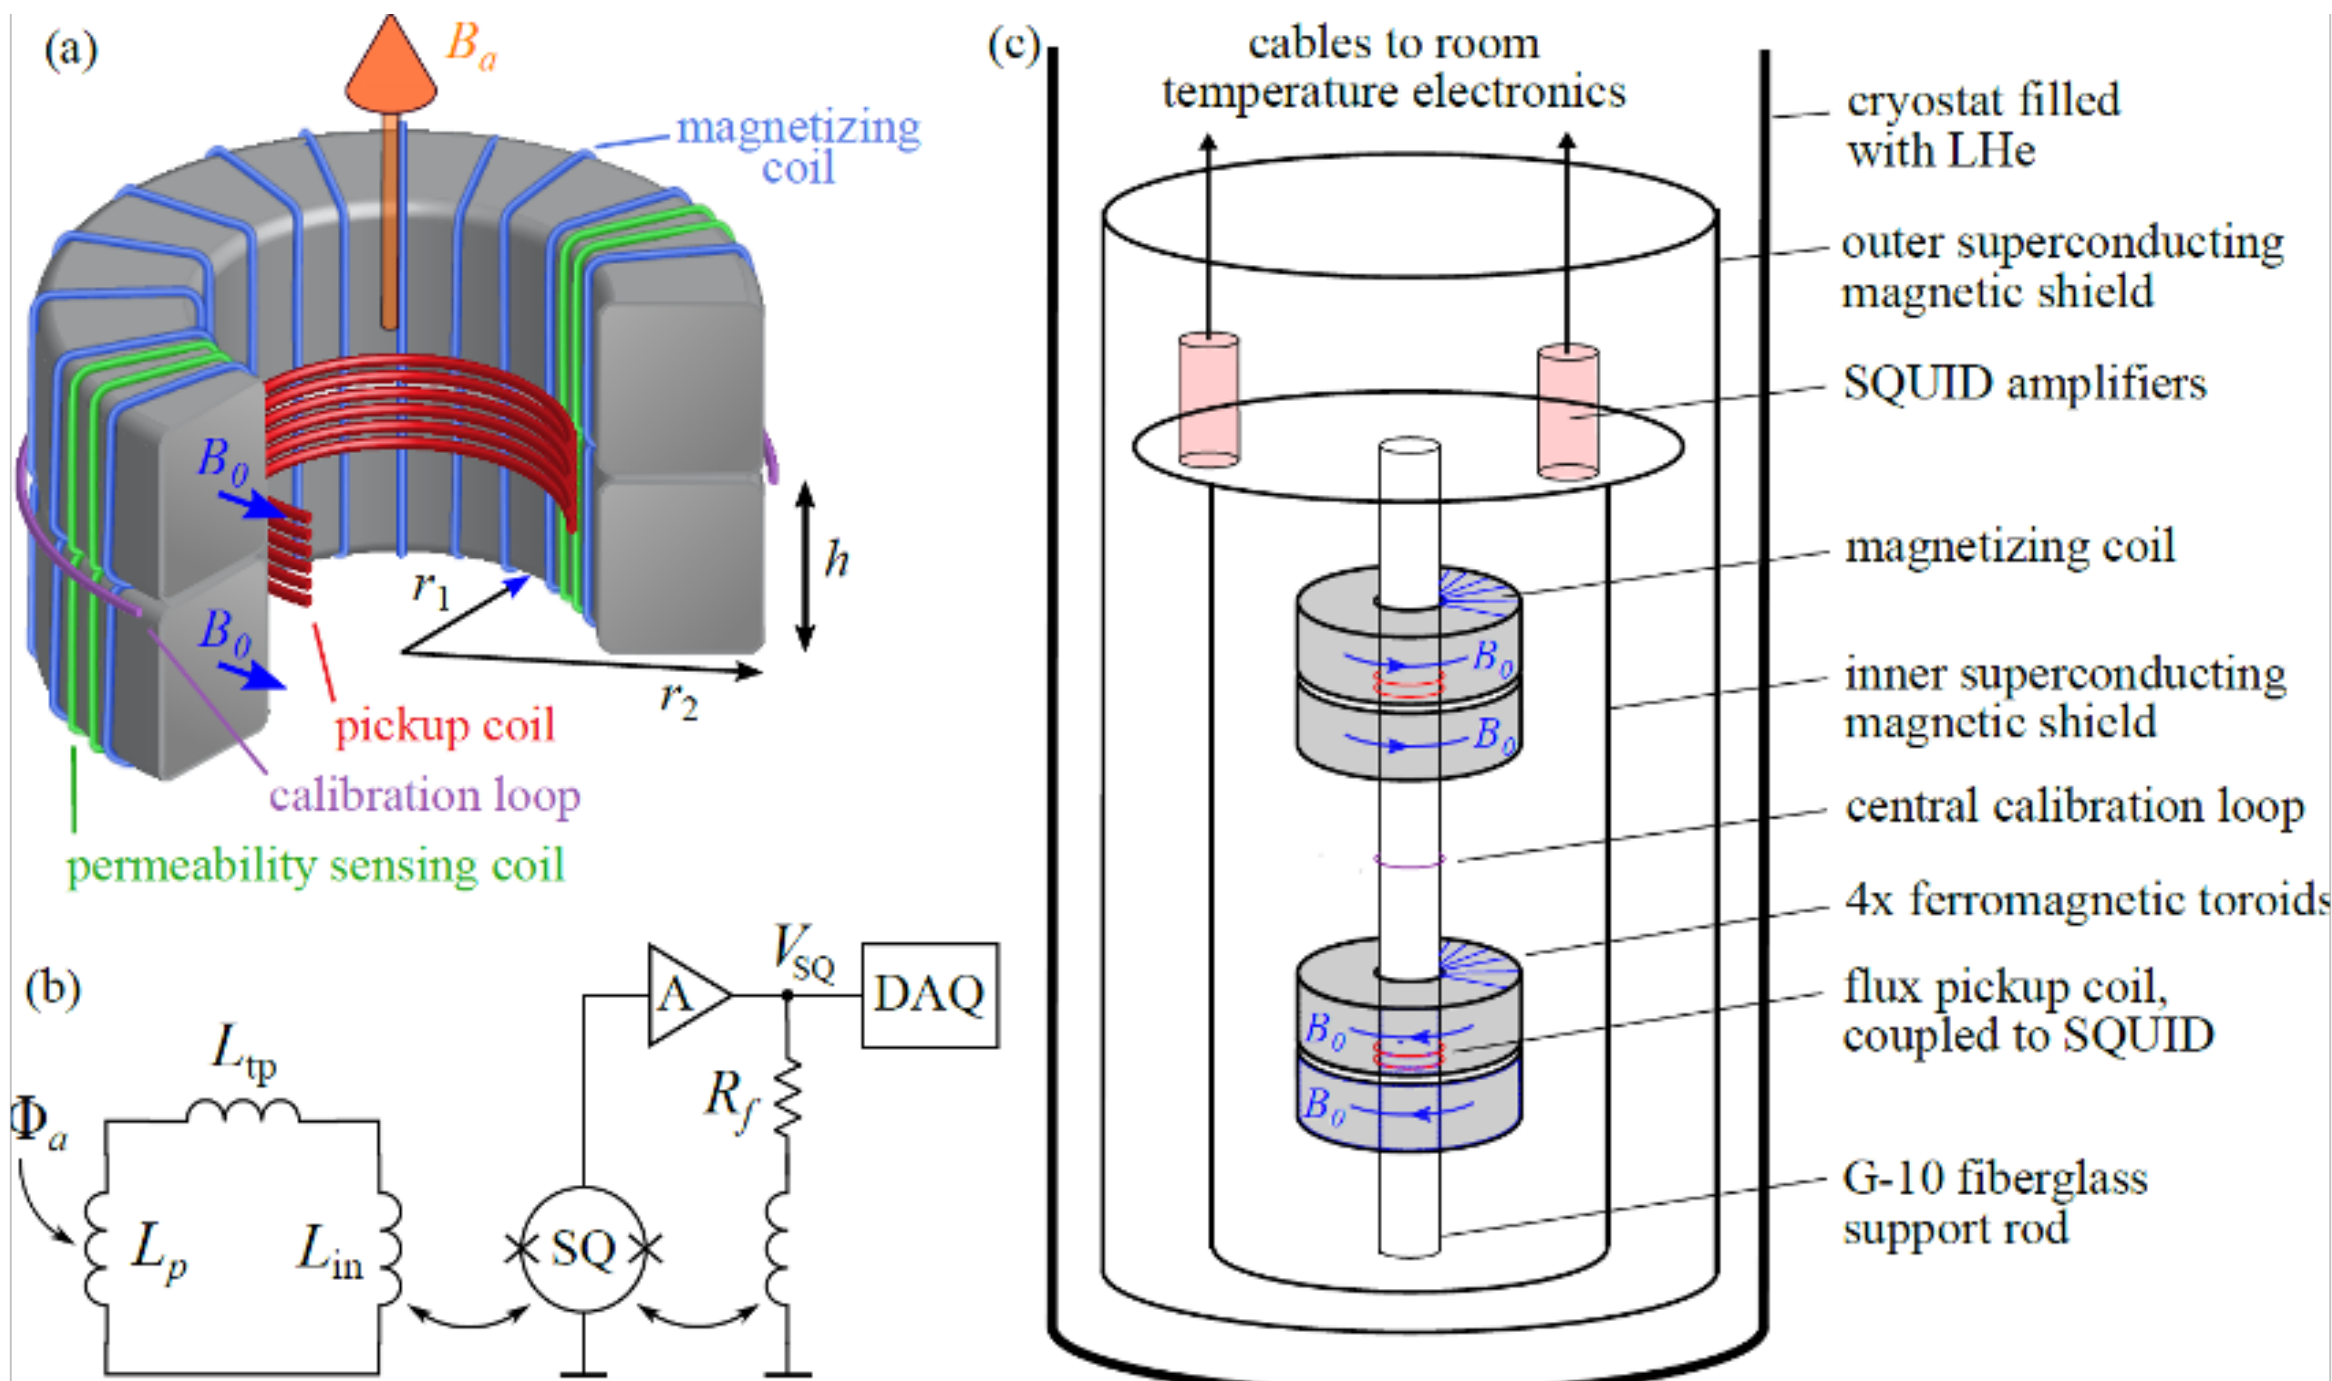 (a)
B_a
magnetizing
coil
B_0
B_0
h
r_1
r_2
pickup coil
calibration loop
permeability sensing coil
(b)
Φ_a
L_tp
L_p
L_in
SQ
A
V_SQ
DAQ
R_f
(c)
cables to room
temperature electronics
cryostat filled
with LHe
outer superconducting
magnetic shield
SQUID amplifiers
magnetizing coil
B_0
B_0
inner superconducting
magnetic shield
central calibration loop
4x ferromagnetic toroids
flux pickup coil,
coupled to SQUID
B_0
B_0
G-10 fiberglass
support rod